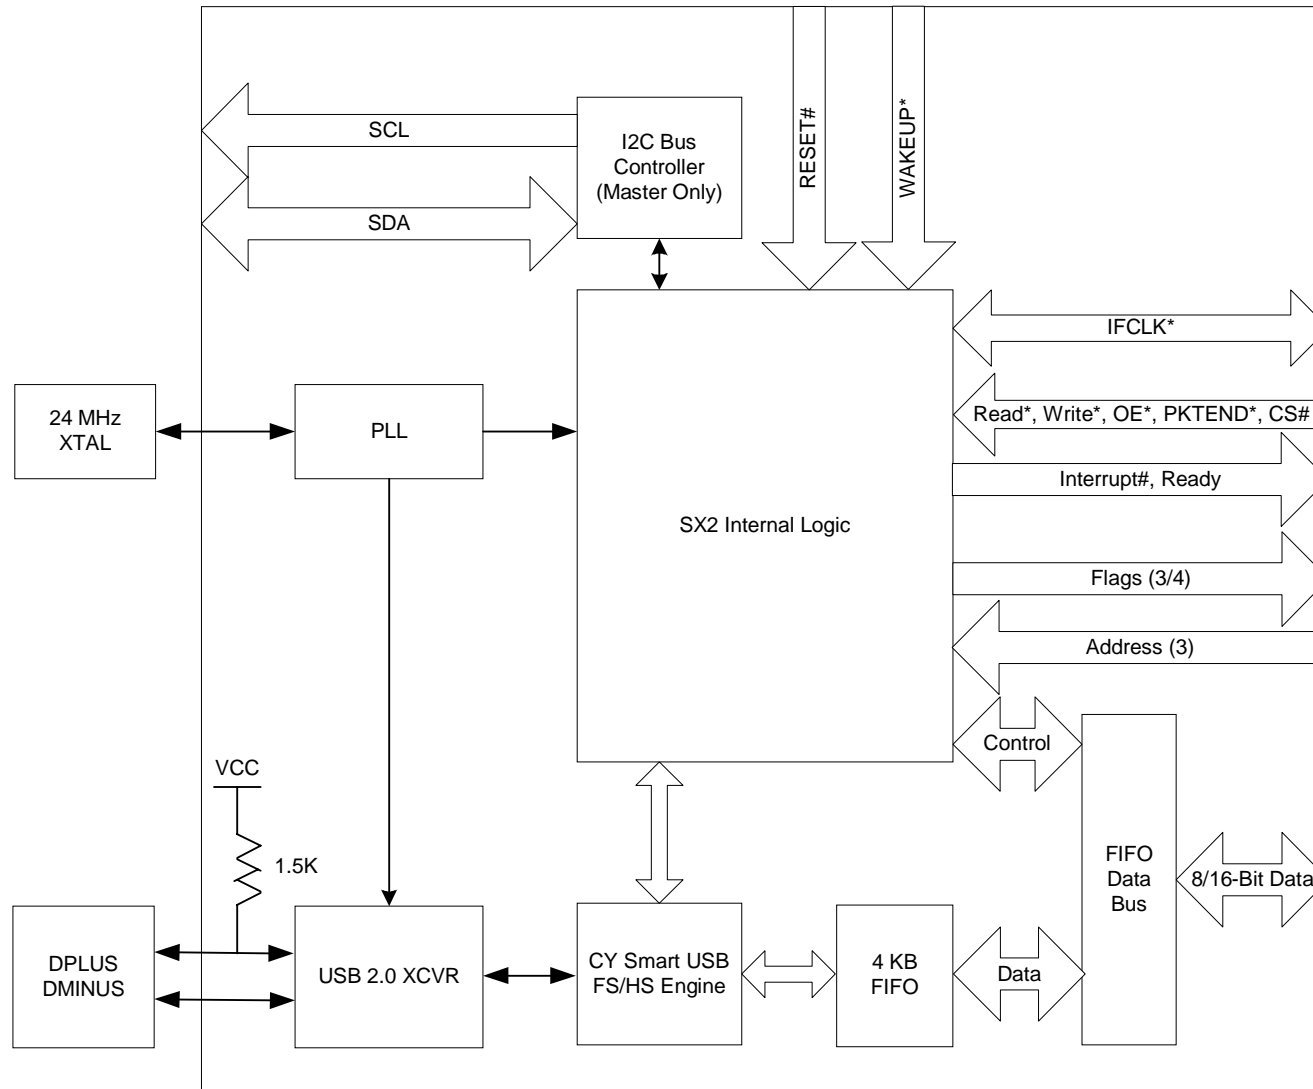 SCL
I2C Bus
Controller
(Master Only)
SDA
RESET#
WAKEUP*
IFCLK*
24 MHz
XTAL
PLL
Read*, Write*, OE*, PKTEND*, CS#
Interrupt#, Ready
SX2 Internal Logic
Flags (3/4)
Address (3)
Control
VCC
1.5K
FIFO
Data
Bus
8/16-Bit Data
DPLUS
DMINUS
USB 2.0 XCVR
CY Smart USB
FS/HS Engine
4 KB
FIFO
Data